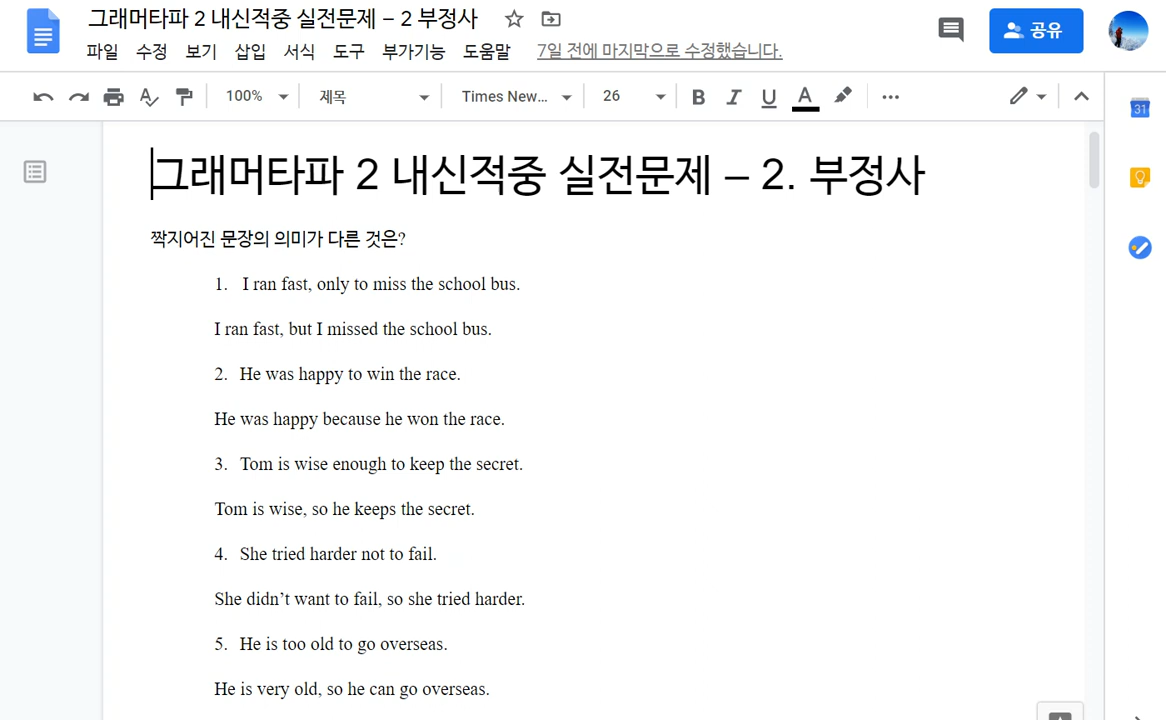 그래머타파 2 내신적중 실전문제 – 2 부정사
공유
파일 수정 보기 삽입 서식 도구 부가기능 도움말 7일 전에 마지막으로 수정했습니다.
100% 제목 Times New... 26 B I U A
31
그래머타파 2 내신적중 실전문제 – 2. 부정사
짝지어진 문장의 의미가 다른 것은?
1. I ran fast, only to miss the school bus.
I ran fast, but I missed the school bus.
2. He was happy to win the race.
He was happy because he won the race.
3. Tom is wise enough to keep the secret.
Tom is wise, so he keeps the secret.
4. She tried harder not to fail.
She didn’t want to fail, so she tried harder.
5. He is too old to go overseas.
He is very old, so he can go overseas.